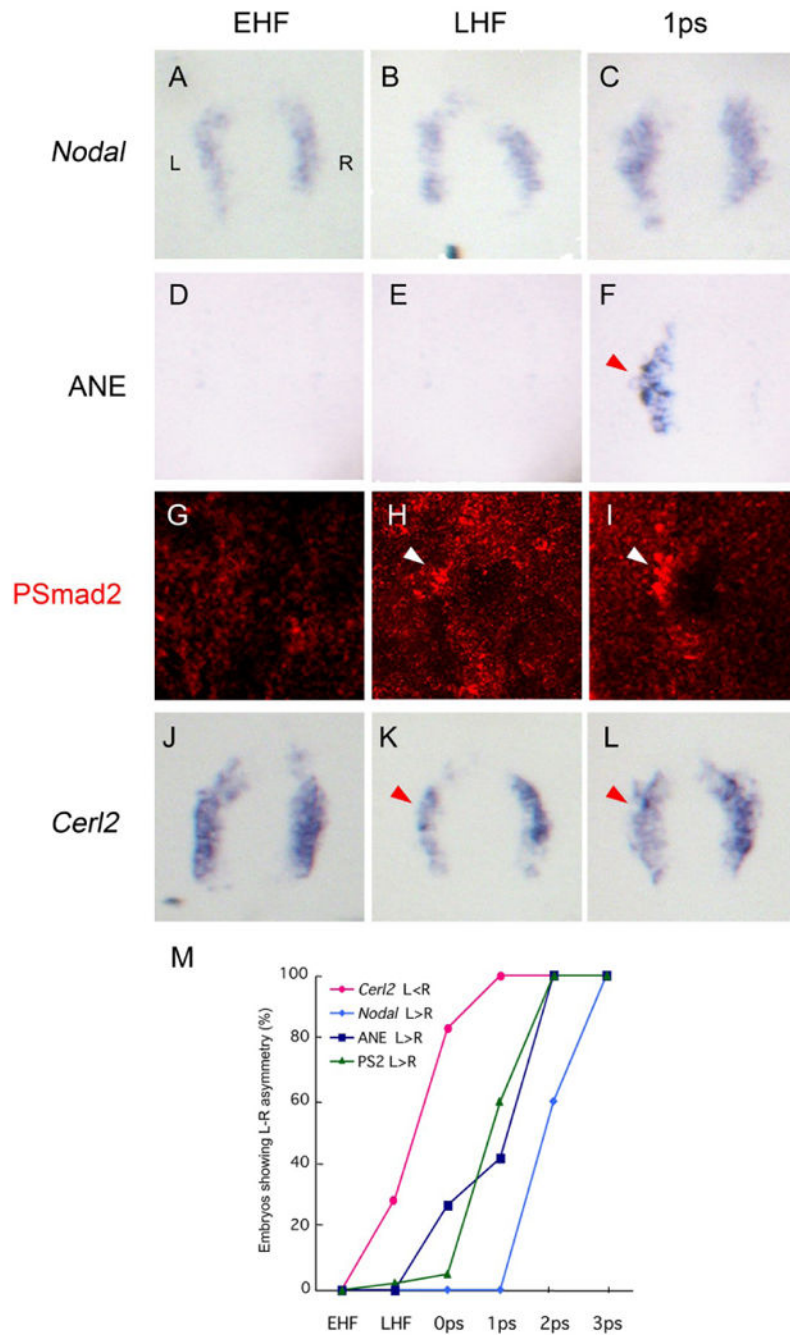 EHF LHF 1ps
Nodal
A B C
L R
ANE
D E F
PSmad2
G H I
Cerl2
J K L
M
Embryos showing L-R asymmetry (%)
100
80
60
40
20
0
Cerl2 L<R
Nodal L>R
ANE L>R
PS2 L>R
EHF LHF 0ps 1ps 2ps 3ps